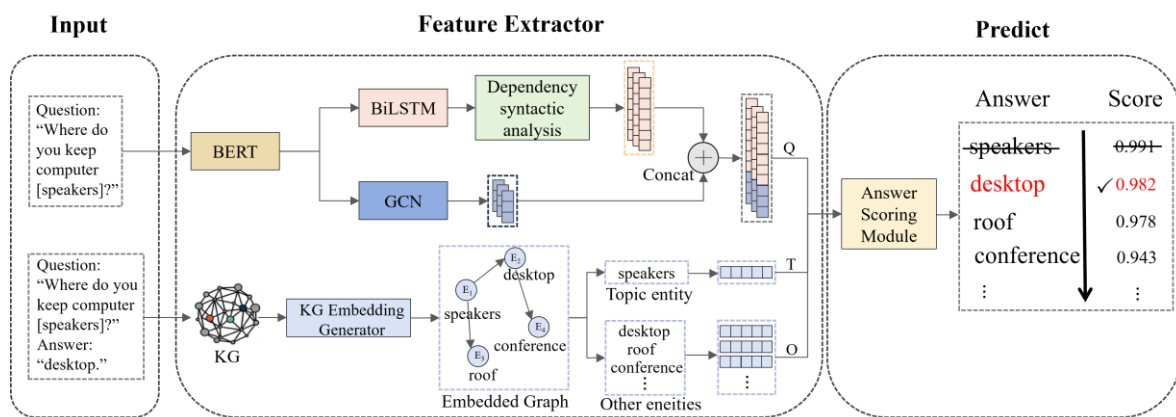 Input
Feature Extractor
Predict
Question:
“Where do
you keep
computer
[speakers]?”
BERT
BiLSTM
Dependency
syntactic
analysis
GCN
Concat
Q
Question:
“Where do you
keep computer
[speakers]?”
Answer:
“desktop.”
KG
KG Embedding
Generator
E2
desktop
E1
speakers
E4
conference
E3
roof
Embedded Graph
speakers
Topic entity
T
desktop
roof
conference
⋮
Other eneities
⋮
O
Answer
Scoring
Module
Answer Score
speakers 0.991
desktop ✓0.982
roof 0.978
conference 0.943
⋮ ⋮